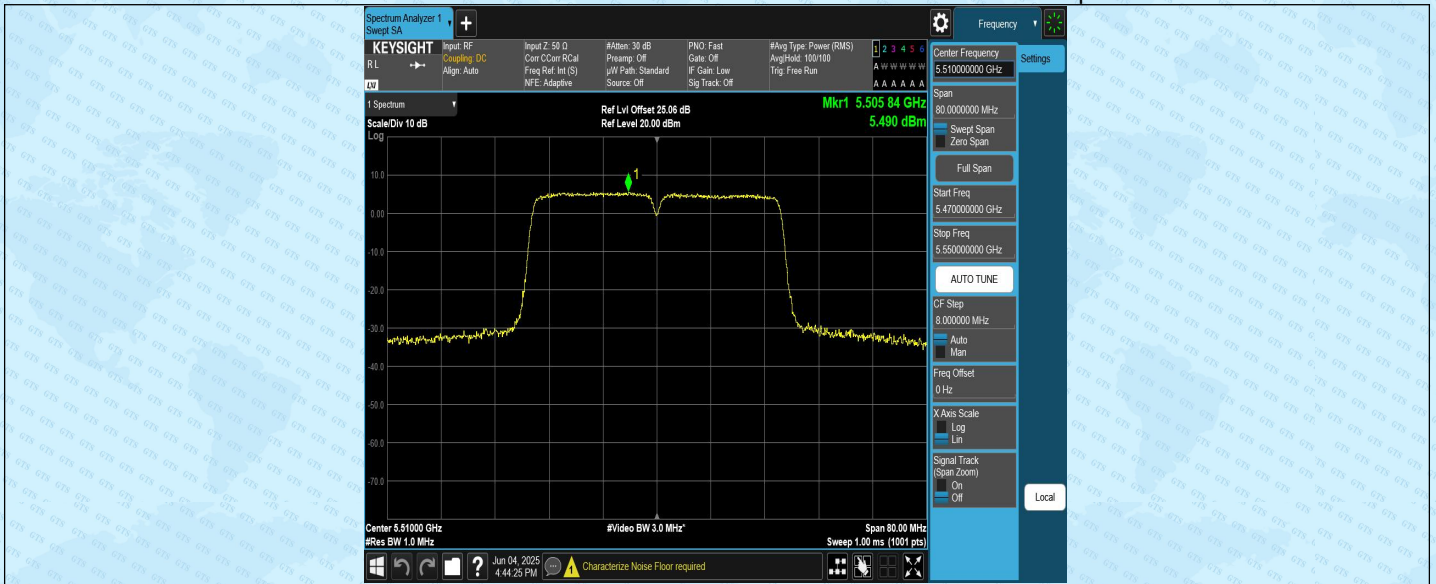 Spectrum Analyzer 1
Swept SA
+
Frequency
KEYSIGHT
R L
LXI
Input: RF
Coupling: DC
Align: Auto
Input Z: 50 Ω
Corr CCorr RCal
Freq Ref: Int (S)
NFE: Adaptive
#Atten: 30 dB
Preamp: Off
µW Path: Standard
Source: Off
PNO: Fast
Gate: Off
IF Gain: Low
Sig Track: Off
#Avg Type: Power (RMS)
Avg|Hold: 100/100
Trig: Free Run
1 2 3 4 5 6
A W W W W W
A A A A A A
1 Spectrum
Scale/Div 10 dB
Log
Ref Lvl Offset 25.06 dB
Ref Level 20.00 dBm
Mkr1 5.505 84 GHz
5.490 dBm
1
10.0
0.00
-10.0
-20.0
-30.0
-40.0
-50.0
-60.0
-70.0
Center 5.51000 GHz
#Res BW 1.0 MHz
#Video BW 3.0 MHz*
Span 80.00 MHz
Sweep 1.00 ms (1001 pts)
Center Frequency
5.510000000 GHz
Settings
Span
80.0000000 MHz
Swept Span
Zero Span
Full Span
Start Freq
5.470000000 GHz
Stop Freq
5.550000000 GHz
AUTO TUNE
CF Step
8.000000 MHz
Auto
Man
Freq Offset
0 Hz
X Axis Scale
Log
Lin
Signal Track
(Span Zoom)
On
Off
Local
?
Jun 04, 2025
4:44:25 PM
Characterize Noise Floor required